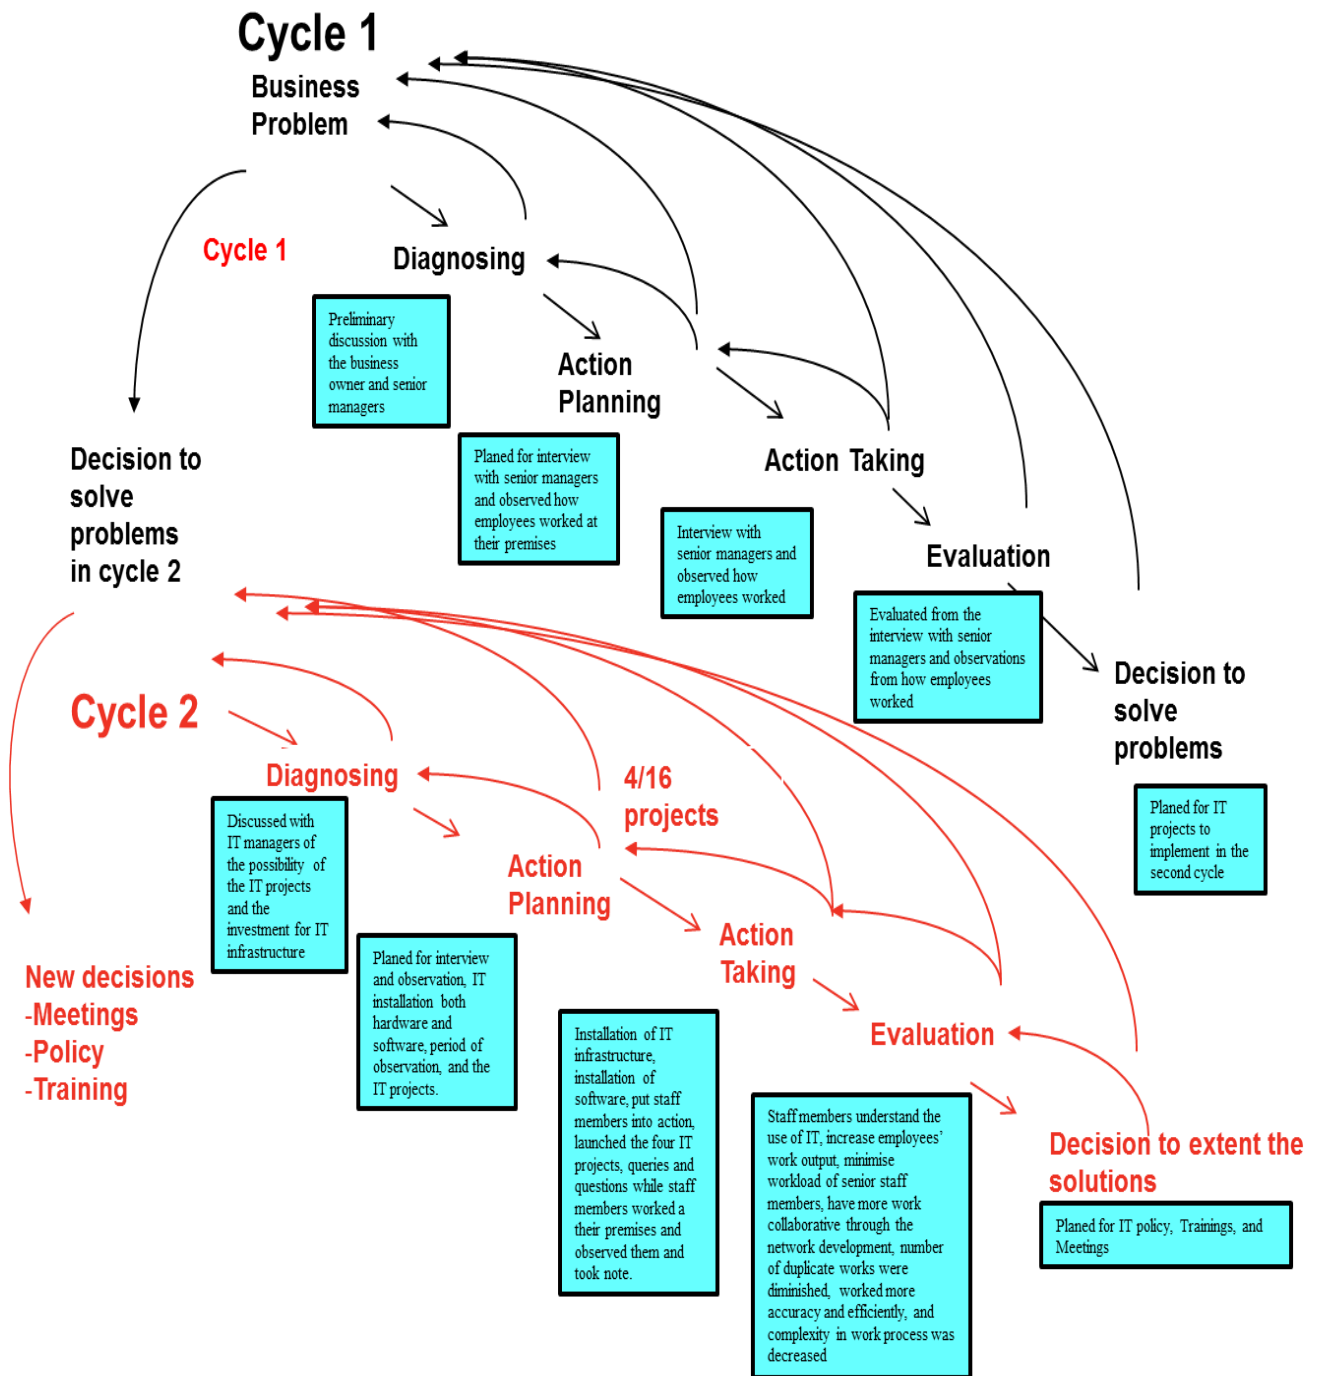 Cycle 1
Business
Problem
Cycle 1
Diagnosing
Preliminary
discussion with
the business
owner and senior
managers
Action
Planning
Planed for interview
with senior managers
and observed how
employees worked at
their premises
Action Taking
Interview with
senior managers and
observed how
employees worked
Evaluation
Evaluated from the
interview with senior
managers and observations
from how employees
worked
Decision to
solve
problems
Planed for IT
projects to
implement in the
second cycle
Decision to
solve
problems
in cycle 2
Cycle 2
Diagnosing
Discussed with
IT managers of
the possibility of
the IT projects
and the
investment for IT
infrastructure
4/16
projects
Action
Planning
Planed for interview
and observation, IT
installation both
hardware and
software, period of
observation, and the
IT projects.
Action
Taking
Installation of IT
infrastructure,
installation of
software, put staff
members into action,
launched the four IT
projects, queries and
questions while staff
members worked a
their premises and
observed them and
took note.
Evaluation
Staff members understand the
use of IT, increase employees'
work output, minimise
workload of senior staff
members, have more work
collaborative through the
network development, number
of duplicate works were
diminished, worked more
accuracy and efficiently, and
complexity in work process was
decreased
Decision to extent the
solutions
Planed for IT policy, Trainings, and
Meetings
New decisions
-Meetings
-Policy
-Training